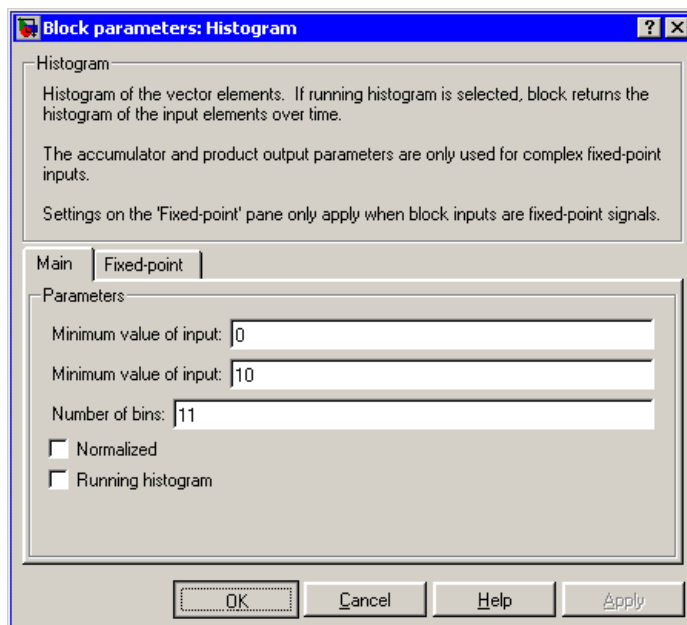 Block parameters: Histogram
Histogram
Histogram of the vector elements.  If running histogram is selected, block returns the
histogram of the input elements over time.
The accumulator and product output parameters are only used for complex fixed-point
inputs.
Settings on the 'Fixed-point' pane only apply when block inputs are fixed-point signals.
Main Fixed-point
Parameters
Minimum value of input: 0
Minimum value of input: 10
Number of bins: 11
Normalized
Running histogram
OK Cancel Help Apply